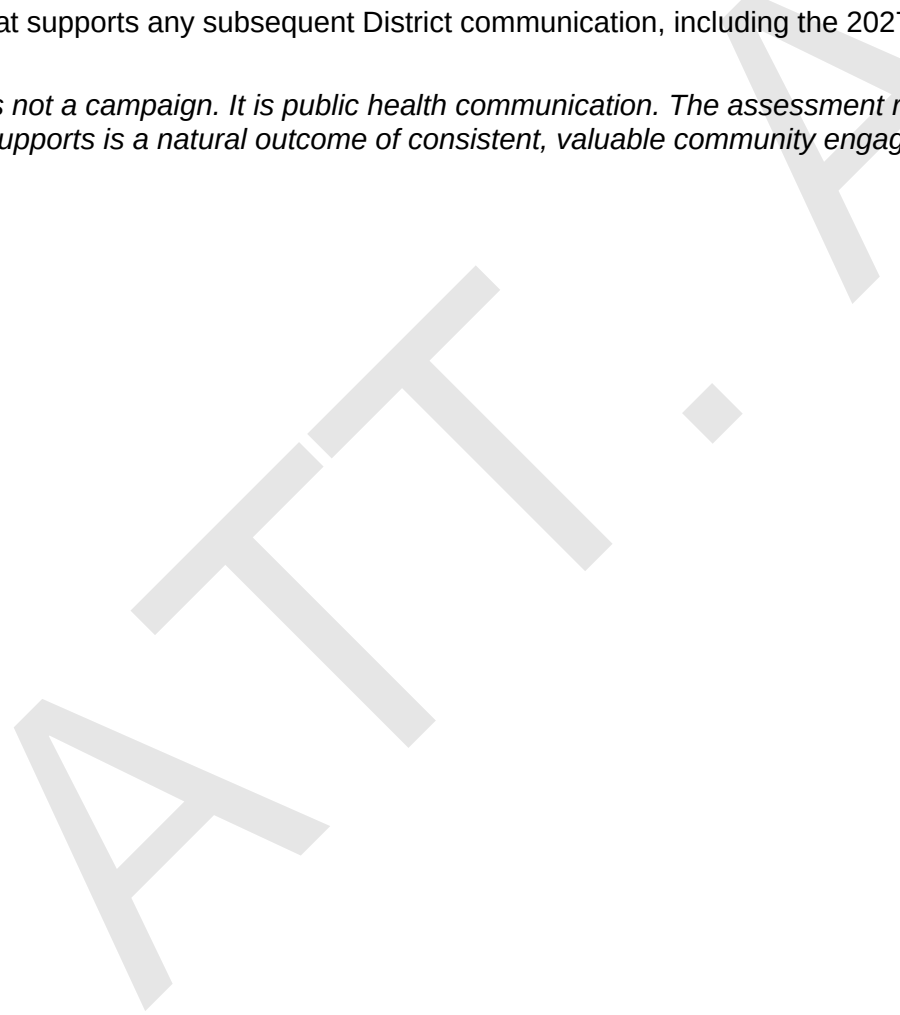 at supports any subsequent District communication, including the 2027
s not a campaign. It is public health communication. The assessment
upports is a natural outcome of consistent, valuable community engag
ATT. A